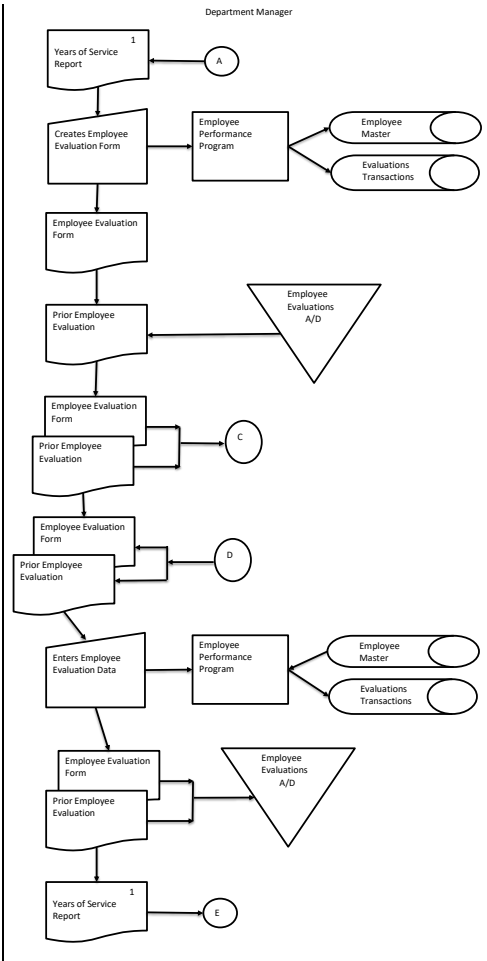 Department Manager
1
Years of Service
Report
A
Creates Employee
Evaluation Form
Employee
Performance
Program
Employee
Master
Evaluations
Transactions
Employee Evaluation
Form
Prior Employee
Evaluation
Employee
Evaluations
A/D
Employee Evaluation
Form
Prior Employee
Evaluation
C
Employee Evaluation
Form
Prior Employee
Evaluation
D
Enters Employee
Evaluation Data
Employee
Performance
Program
Employee
Master
Evaluations
Transactions
Employee Evaluation
Form
Prior Employee
Evaluation
Employee
Evaluations
A/D
1
Years of Service
Report
E